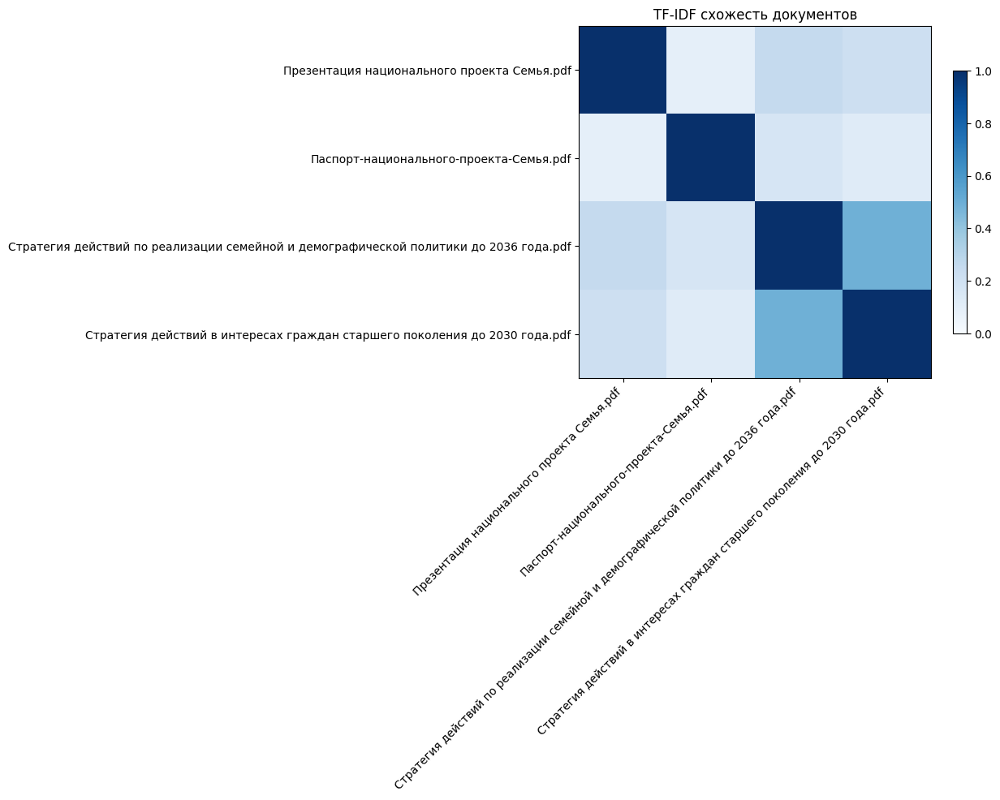 TF-IDF схожесть документов
Презентация национального проекта Семья.pdf
Паспорт-национального-проекта-Семья.pdf
Стратегия действий по реализации семейной и демографической политики до 2036 года.pdf
Стратегия действий в интересах граждан старшего поколения до 2030 года.pdf
1.0
0.8
0.6
0.4
0.2
0.0
Презентация национального проекта Семья.pdf
Паспорт-национального-проекта-Семья.pdf
Стратегия действий по реализации семейной и демографической политики до 2036 года.pdf
Стратегия действий в интересах граждан старшего поколения до 2030 года.pdf